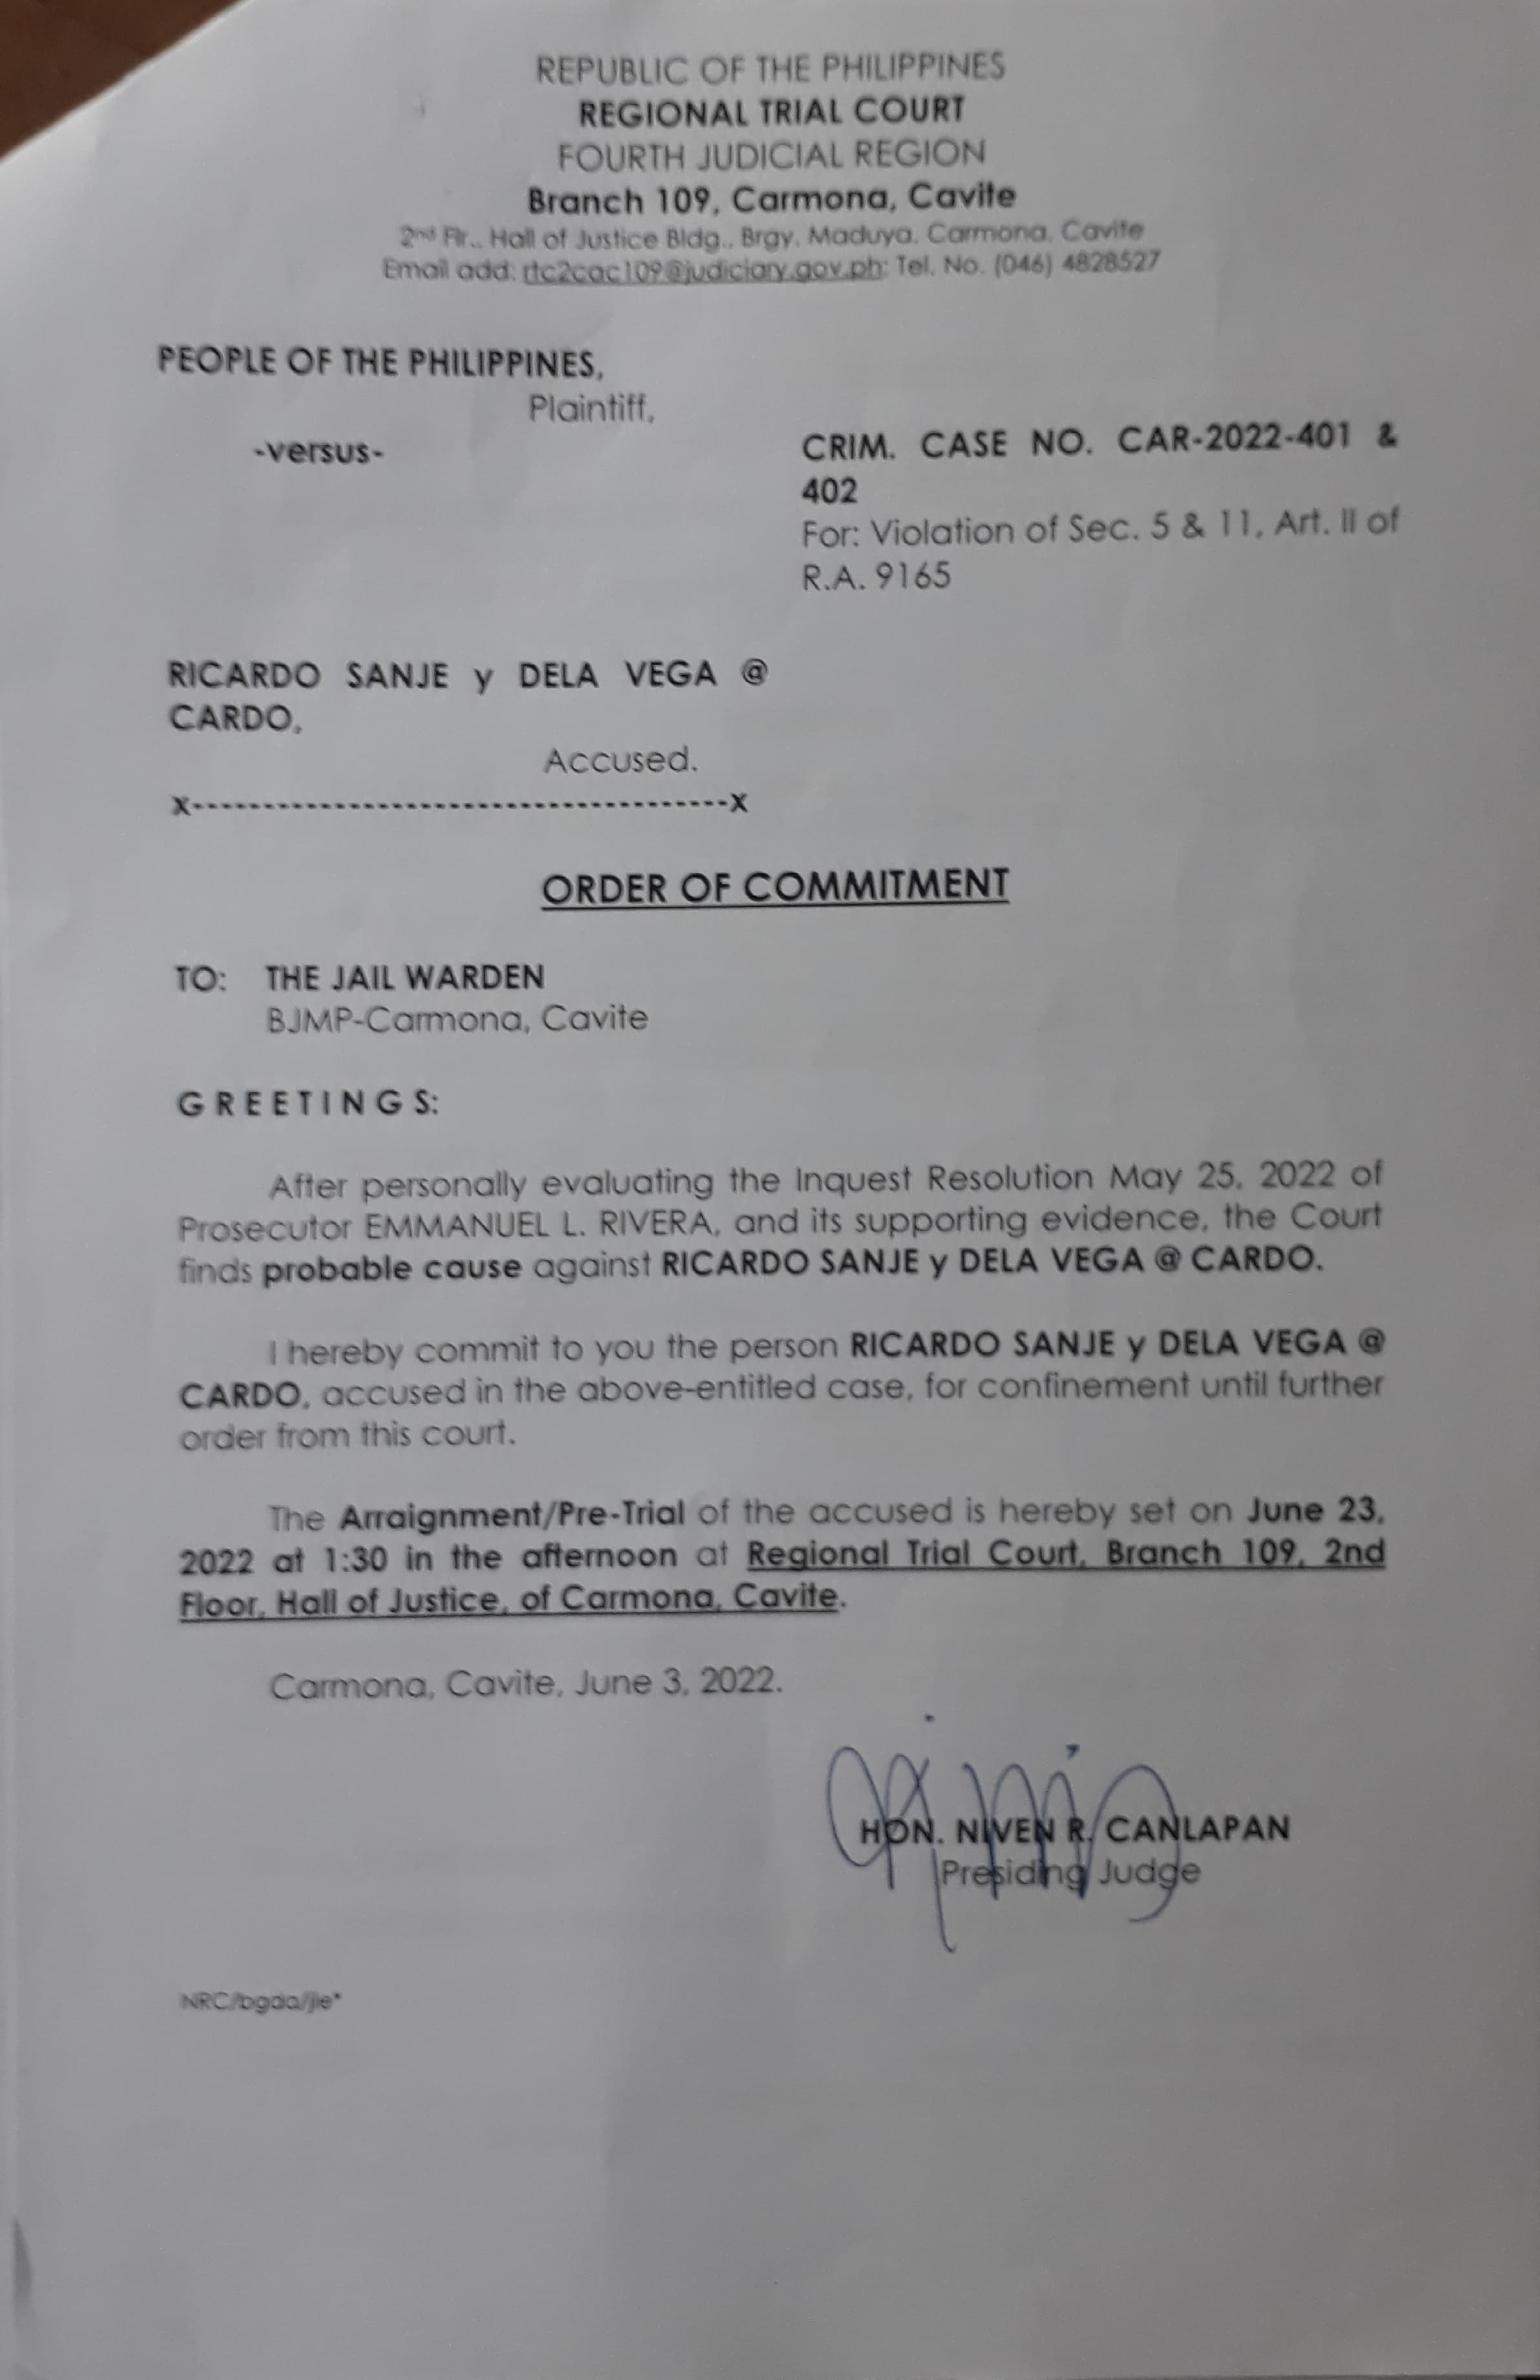 REPUBLIC OF THE PHILIPPINES
REGIONAL TRIAL COURT
FOURTH JUDICIAL REGION
Branch 109, Carmona, Cavite
2nd Flr., Hall of Justice Bldg., Brgy. Maduya, Carmona, Cavite
Email add: rtc2cac109@judiciary.gov.ph; Tel. No. (046) 4828527
PEOPLE OF THE PHILIPPINES,
Plaintiff,
-versus-
CRIM. CASE NO. CAR-2022-401 &
402
For: Violation of Sec. 5 & 11, Art. II of
R.A. 9165
RICARDO SANJE y DELA VEGA @
CARDO,
Accused.
x--------------------------------------x
ORDER OF COMMITMENT
TO: THE JAIL WARDEN
BJMP-Carmona, Cavite
G R E E T I N G S:
After personally evaluating the Inquest Resolution May 25, 2022 of
Prosecutor EMMANUEL L. RIVERA, and its supporting evidence, the Court
finds probable cause against RICARDO SANJE y DELA VEGA @ CARDO.
I hereby commit to you the person RICARDO SANJE y DELA VEGA @
CARDO, accused in the above-entitled case, for confinement until further
order from this court.
The Arraignment/Pre-Trial of the accused is hereby set on June 23,
2022 at 1:30 in the afternoon at Regional Trial Court, Branch 109, 2nd
Floor, Hall of Justice, of Carmona, Cavite.
Carmona, Cavite, June 3, 2022.
HON. NIVEN R. CANLAPAN
Presiding Judge
NRC/bgda/jle*